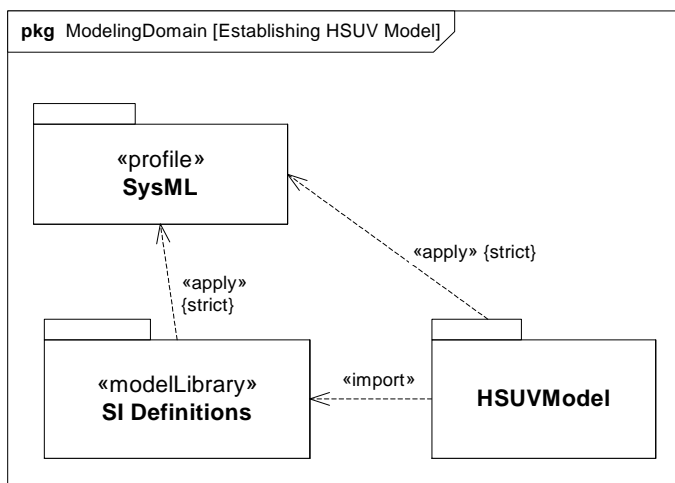 pkg ModelingDomain [Establishing HSUV Model]
«profile»
SysML
«apply» {strict}
«apply»
{strict}
«modelLibrary»
SI Definitions
«import»
HSUVModel